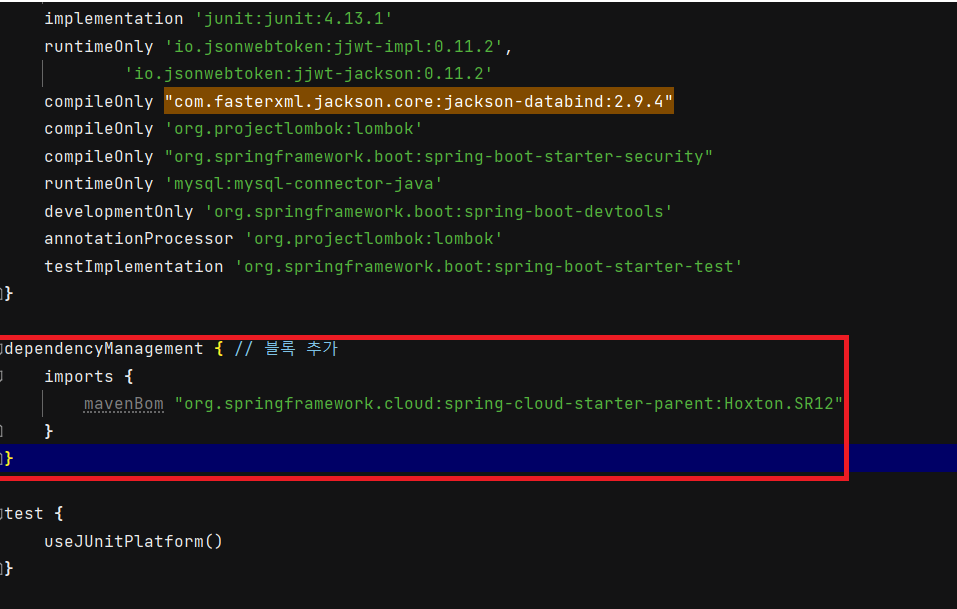 implementation 'junit:junit:4.13.1'
runtimeOnly 'io.jsonwebtoken:jjwt-impl:0.11.2',
'io.jsonwebtoken:jjwt-jackson:0.11.2'
compileOnly "com.fasterxml.jackson.core:jackson-databind:2.9.4"
compileOnly 'org.projectlombok:lombok'
compileOnly "org.springframework.boot:spring-boot-starter-security"
runtimeOnly 'mysql:mysql-connector-java'
developmentOnly 'org.springframework.boot:spring-boot-devtools'
annotationProcessor 'org.projectlombok:lombok'
testImplementation 'org.springframework.boot:spring-boot-starter-test'
}
dependencyManagement { // 블록 추가
imports {
mavenBom "org.springframework.cloud:spring-cloud-starter-parent:Hoxton.SR12"
}
}
test {
useJUnitPlatform()
}